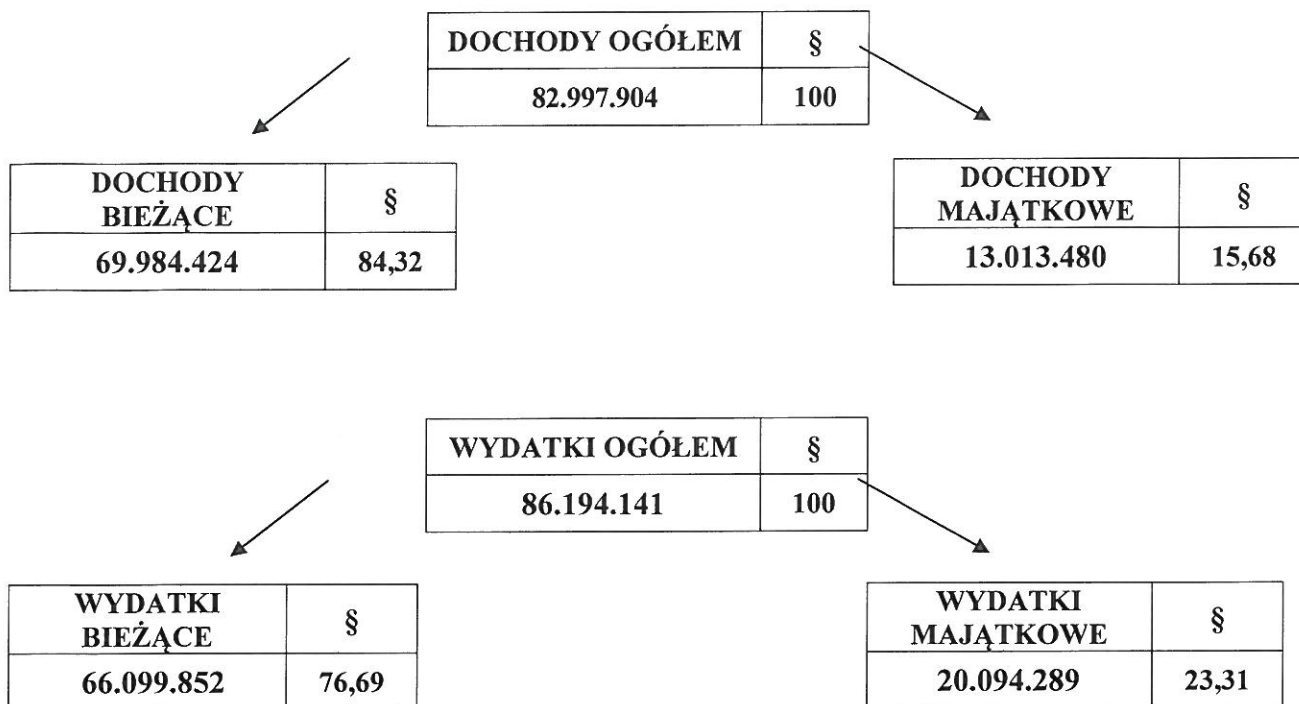 DOCHODY OGÓŁEM §
82.997.904 100
DOCHODY
BIEŻĄCE §
69.984.424 84,32
DOCHODY
MAJĄTKOWE §
13.013.480 15,68
WYDATKI OGÓŁEM §
86.194.141 100
WYDATKI
BIEŻĄCE §
66.099.852 76,69
WYDATKI
MAJĄTKOWE §
20.094.289 23,31